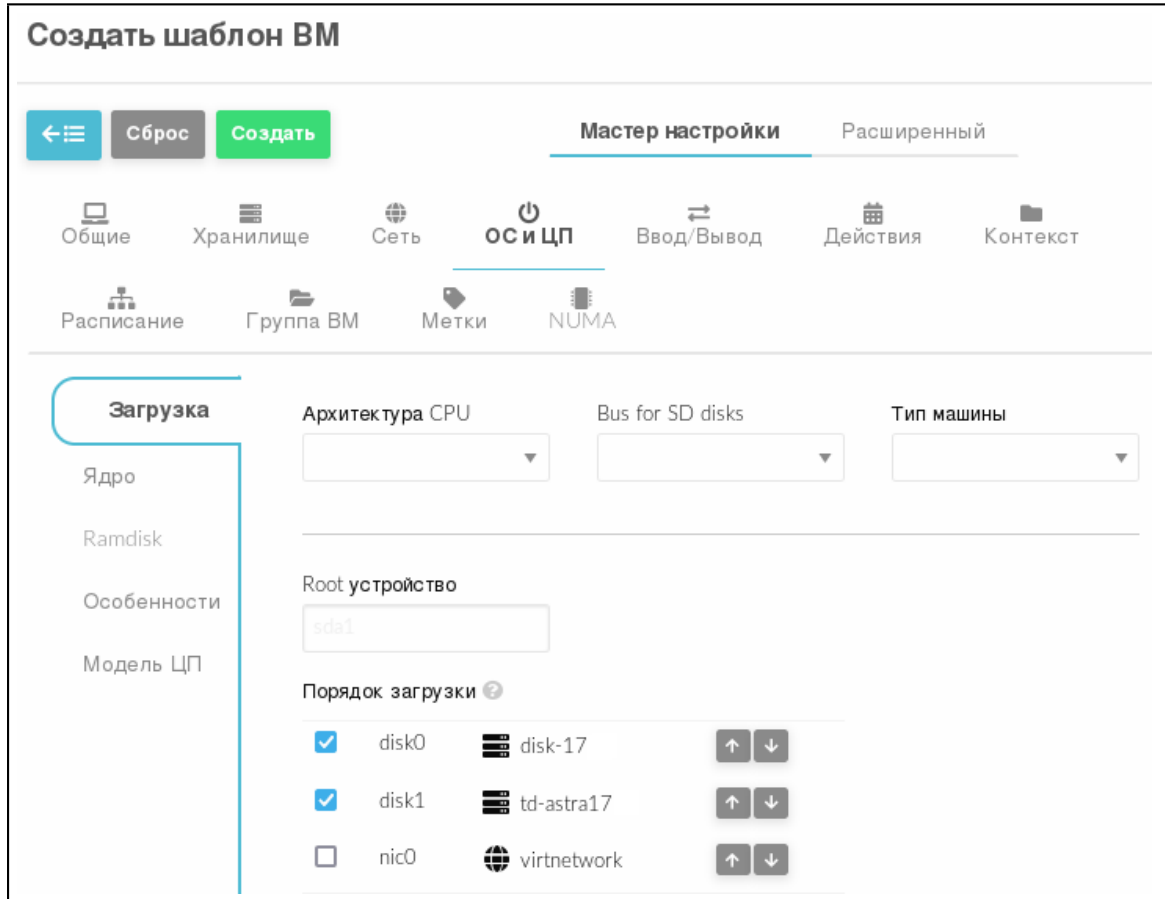 Создать шаблон ВМ
Сброс Создать Мастер настройки Расширенный
Общие Хранилище Сеть ОС и ЦП Ввод/Вывод Действия Контекст
Расписание Группа ВМ Метки NUMA
Загрузка
Ядро
Ramdisk
Особенности
Модель ЦП
Архитектура CPU Bus for SD disks Тип машины
Root устройство
sda1
Порядок загрузки
disk0 disk-17
disk1 td-astra17
nic0 virtnetwork